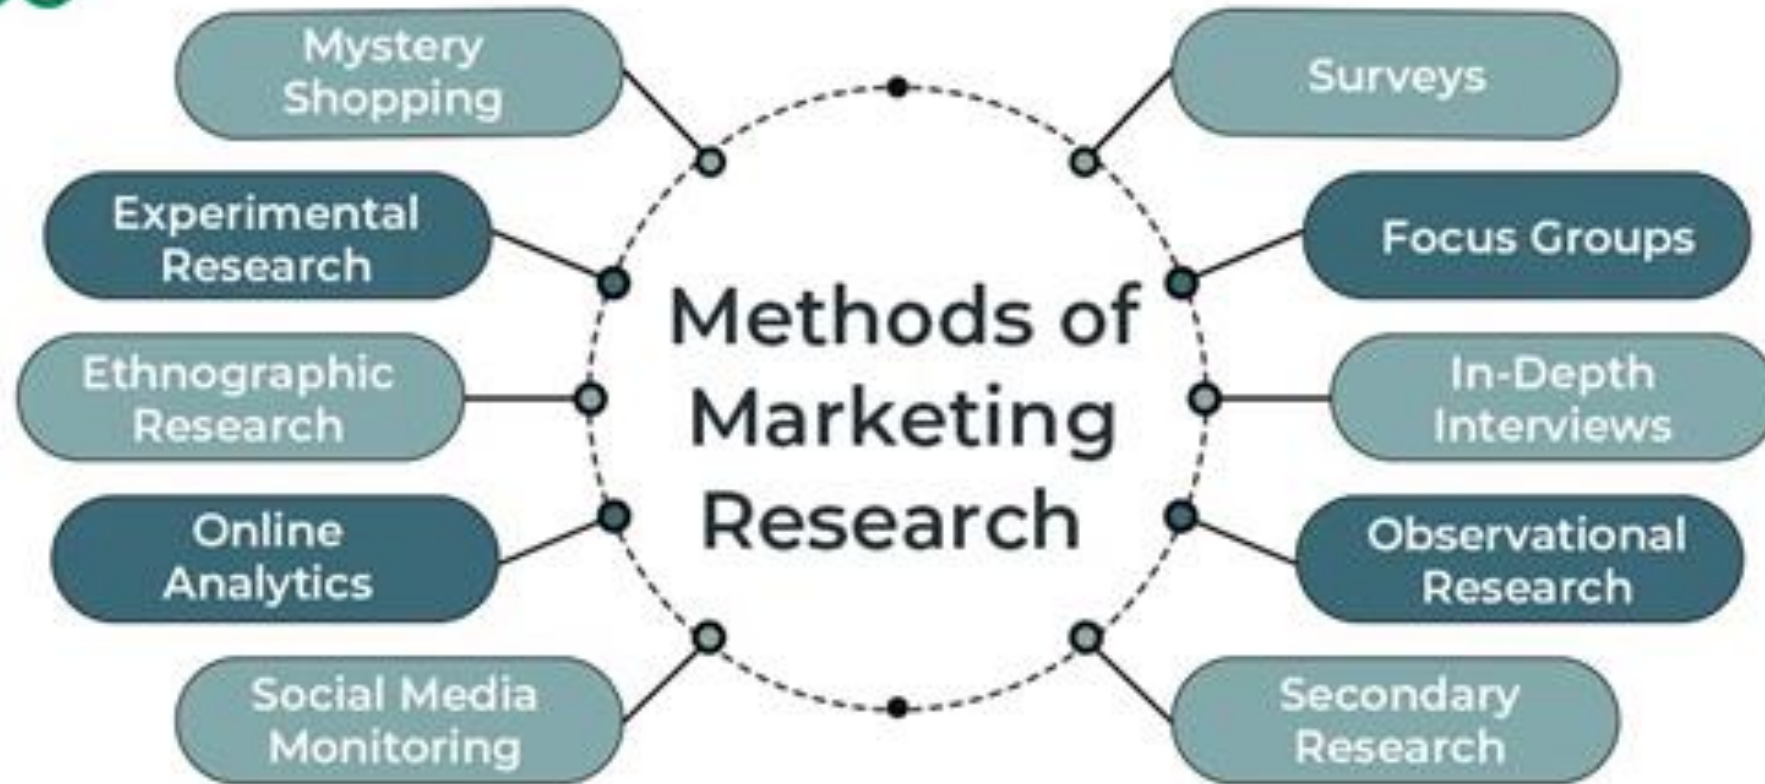 Mystery
Shopping
Experimental
Research
Ethnographic
Research
Online
Analytics
Social Media
Monitoring
Methods of
Marketing
Research
Surveys
Focus Groups
In-Depth
Interviews
Observational
Research
Secondary
Research